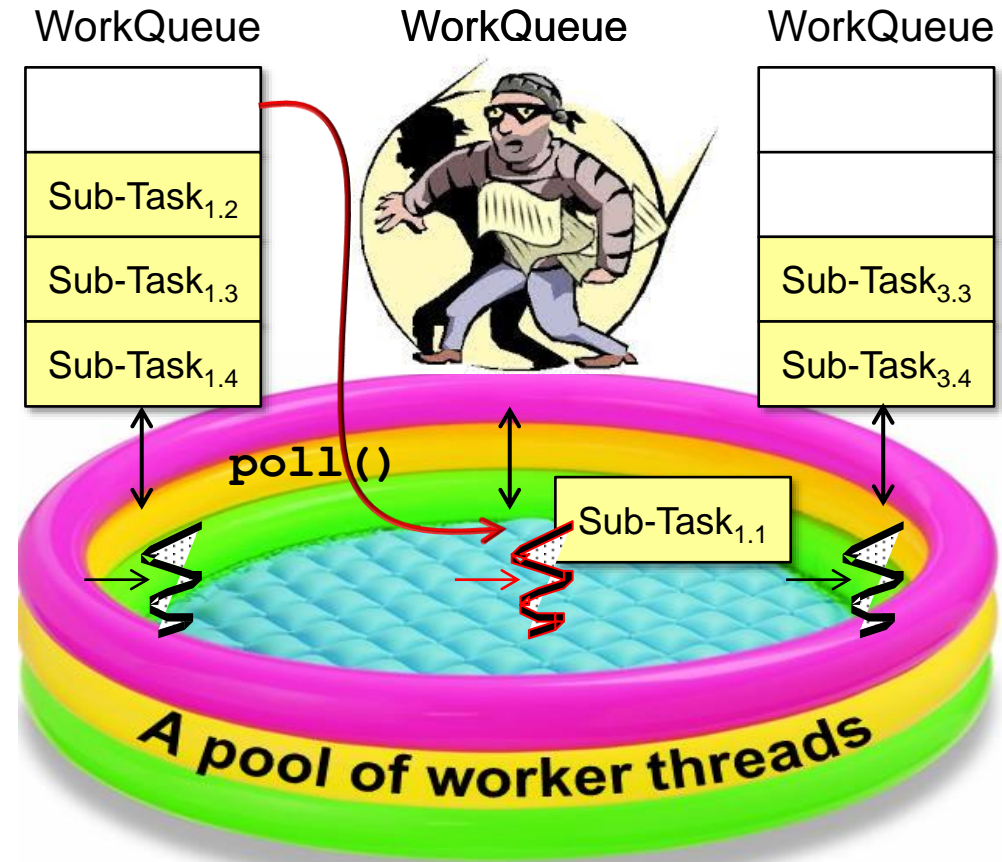 WorkQueue WorkQueue WorkQueue
Sub-Task1.2
Sub-Task1.3 Sub-Task3.3
Sub-Task1.4 Sub-Task3.4
poll()
Sub-Task1.1
A pool of worker threads